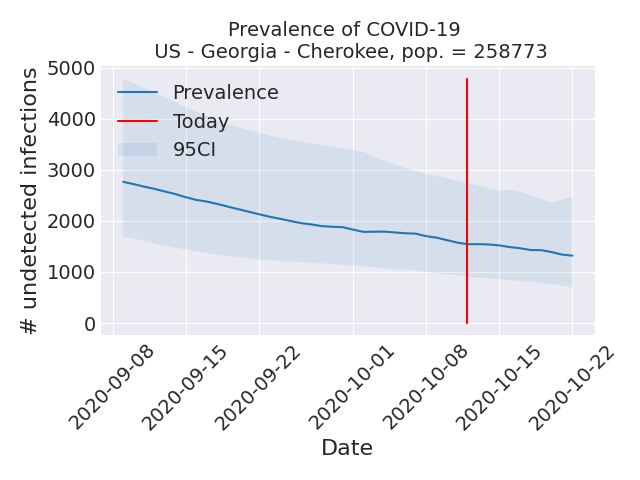 Prevalence of COVID-19
US - Georgia - Cherokee, pop. = 258773
# undetected infections
5000
4000
3000
2000
1000
0
Prevalence
Today
95CI
2020-09-08
2020-09-15
2020-09-22
2020-10-01
2020-10-08
2020-10-15
2020-10-22
Date